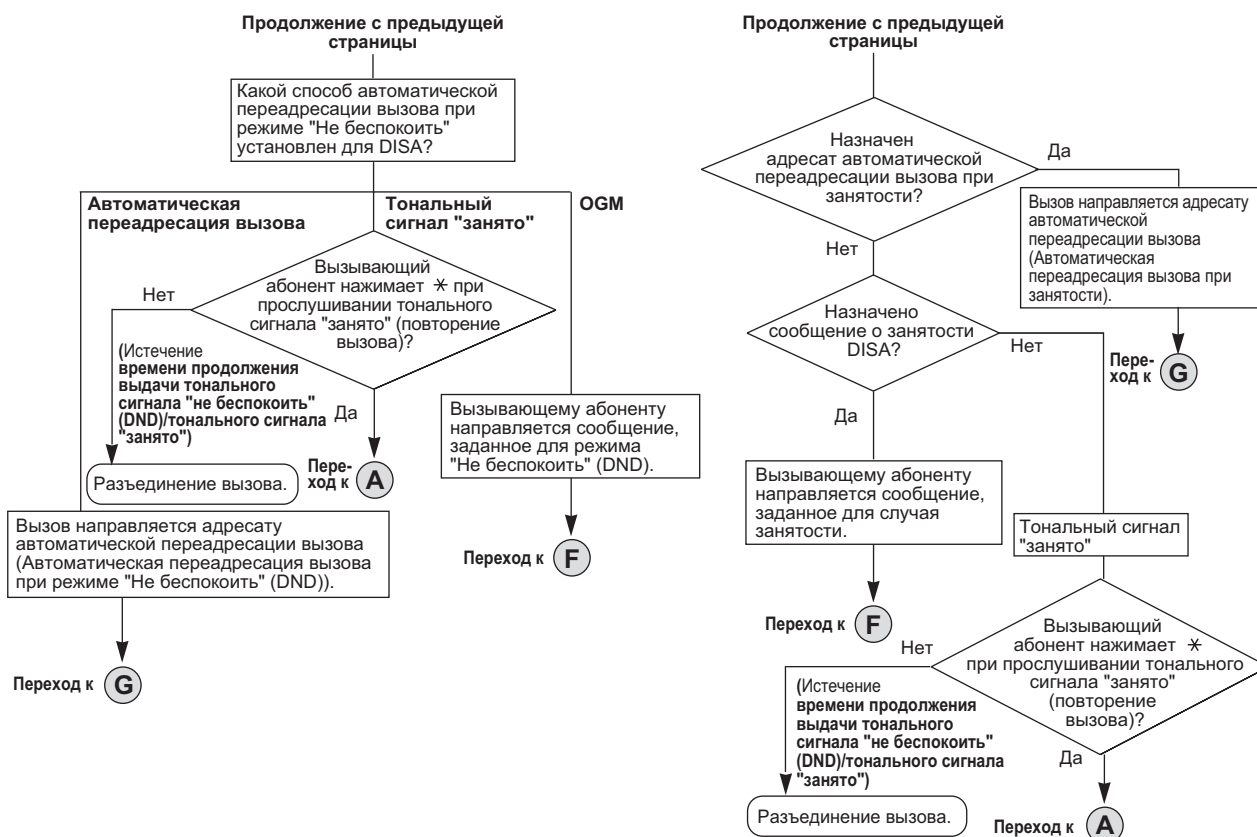 Продолжение с предыдущей
страницы
Какой способ автоматической
переадресации вызова при
режиме "Не беспокоить"
установлен для DISA?
Автоматическая
переадресация вызова
Тональный
сигнал "занято"
OGM
Вызывающий
абонент нажимает * при
прослушивании тонального
сигнала "занято" (повторение
вызова)?
Нет
(Истечение
времени продолжения
выдачи тонального
сигнала "не беспокоить"
(DND)/тонального сигнала
"занято")
Да
Разъединение вызова.
Пере-
ход к
A
Вызывающему абоненту
направляется сообщение,
заданное для режима
"Не беспокоить" (DND).
Переход к
F
Вызов направляется адресату
автоматической переадресации вызова
(Автоматическая переадресация вызова
при режиме "Не беспокоить" (DND)).
Переход к
G
Продолжение с предыдущей
страницы
Назначен
адресат автоматической
переадресации вызова при
занятости?
Да
Вызов направляется адресату
автоматической
переадресации вызова
(Автоматическая
переадресация вызова при
занятости).
Пере-
ход к
G
Нет
Назначено
сообщение о занятости
DISA?
Нет
Да
Вызывающему абоненту
направляется сообщение,
заданное для случая
занятости.
Переход к
F
Тональный сигнал
"занято"
Вызывающий
абонент нажимает *
при прослушивании тонального
сигнала "занято"
(повторение
вызова)?
Нет
(Истечение
времени продолжения
выдачи тонального
сигнала "не беспокоить"
(DND)/тонального сигнала
"занято")
Разъединение вызова.
Да
Переход к
A